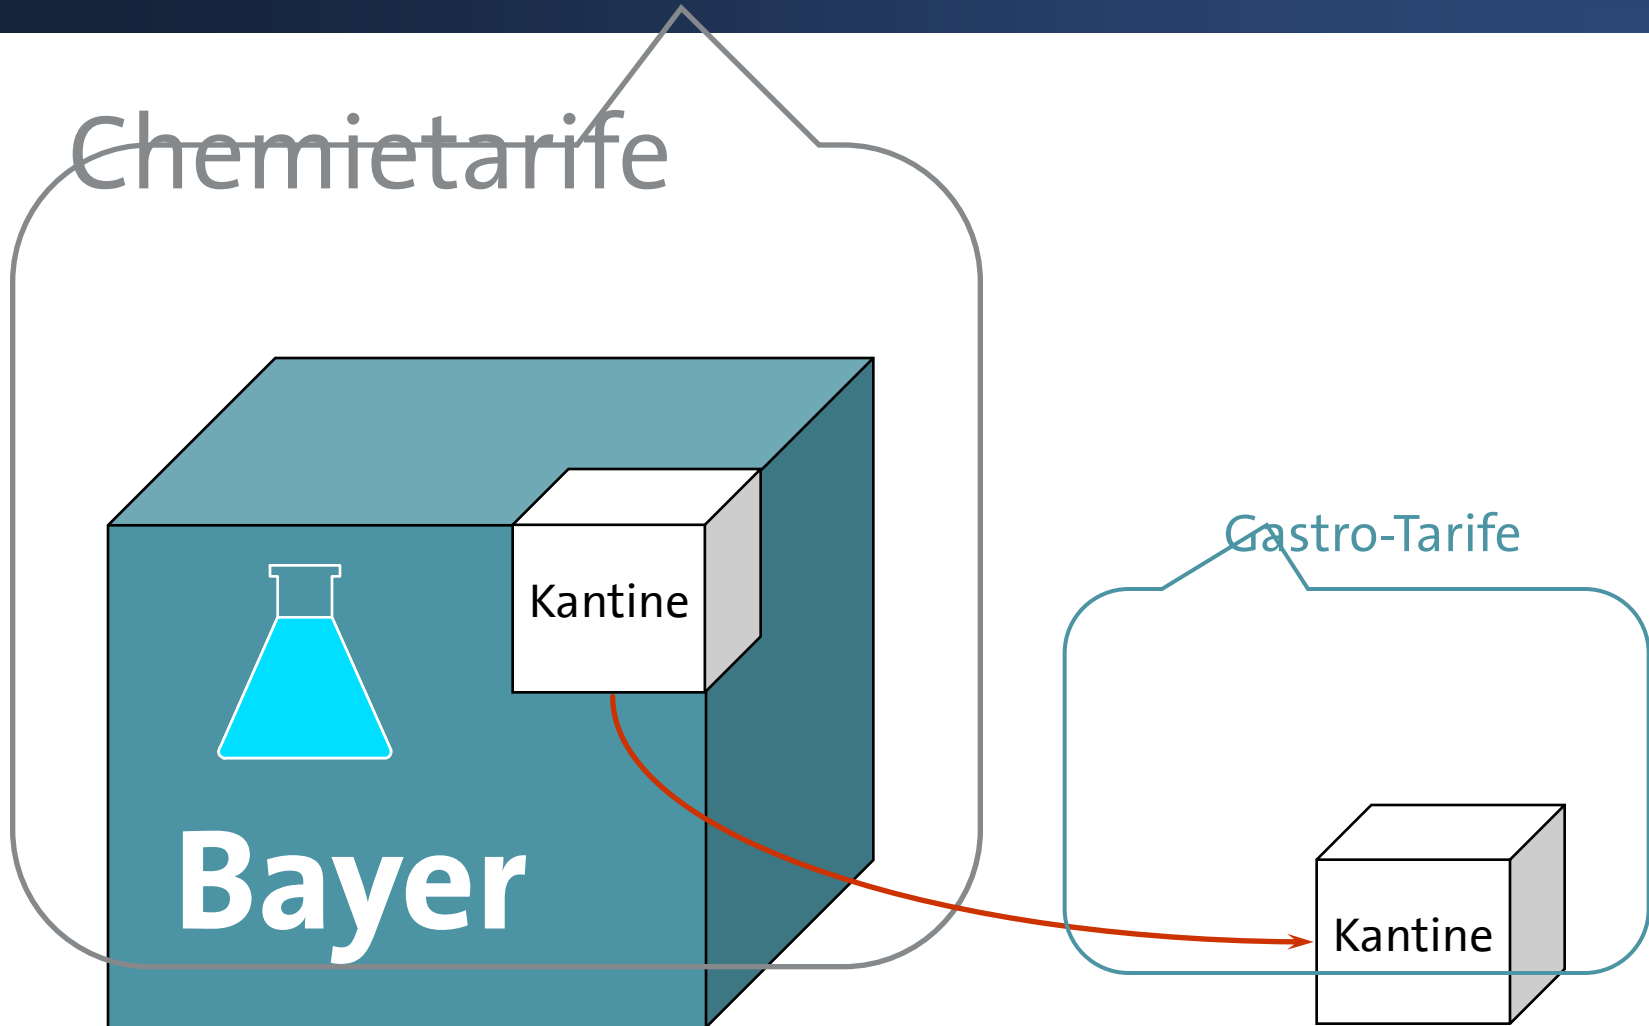 Chemietarife
Gastro-Tarife
Kantine
Bayer
Kantine